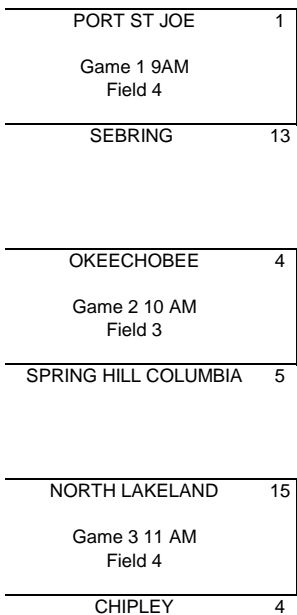 PORT ST JOE 1
Game 1 9AM
Field 4
SEBRING 13
OKEECHOBEE 4
Game 2 10 AM
Field 3
SPRING HILL COLUMBIA 5
NORTH LAKELAND 15
Game 3 11 AM
Field 4
CHIPLEY 4